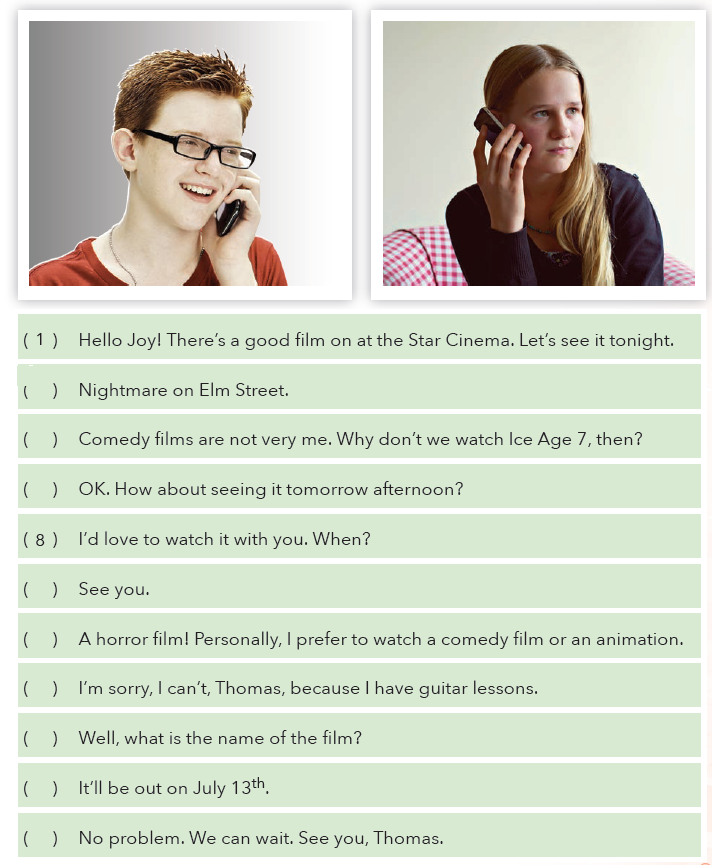 ( 1 ) Hello Joy! There's a good film on at the Star Cinema. Let's see it tonight.
( ) Nightmare on Elm Street.
( ) Comedy films are not very me. Why don't we watch Ice Age 7, then?
( ) OK. How about seeing it tomorrow afternoon?
( 8 ) I'd love to watch it with you. When?
( ) See you.
( ) A horror film! Personally, I prefer to watch a comedy film or an animation.
( ) I'm sorry, I can't, Thomas, because I have guitar lessons.
( ) Well, what is the name of the film?
( ) It'll be out on July 13th.
( ) No problem. We can wait. See you, Thomas.